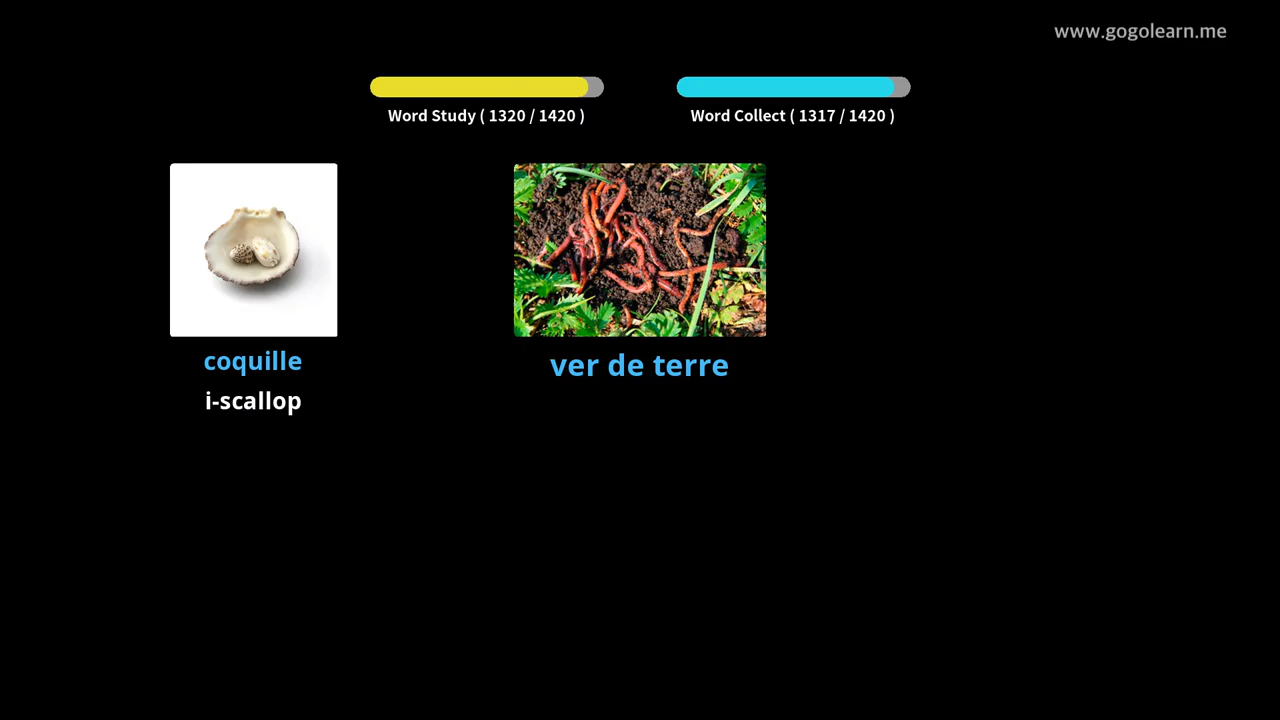 www.gogolearn.me
Word Study ( 1320 / 1420 )
Word Collect ( 1317 / 1420 )
coquille
i-scallop
ver de terre